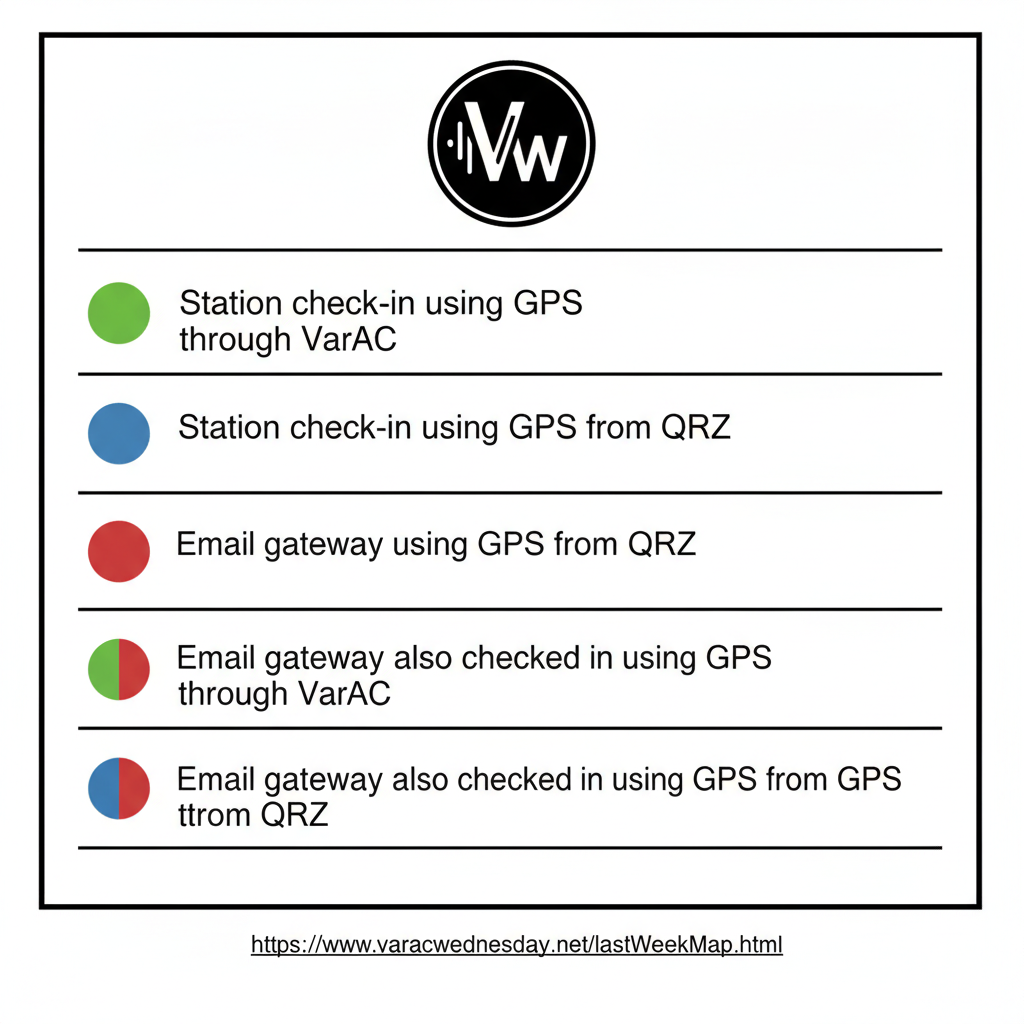 Vw
Station check-in using GPS
through VarAC
Station check-in using GPS from QRZ
Email gateway using GPS from QRZ
Email gateway also checked in using GPS
through VarAC
Email gateway also checked in using GPS from GPS
ttrom QRZ
https://www.varacwednesday.net/lastWeekMap.html